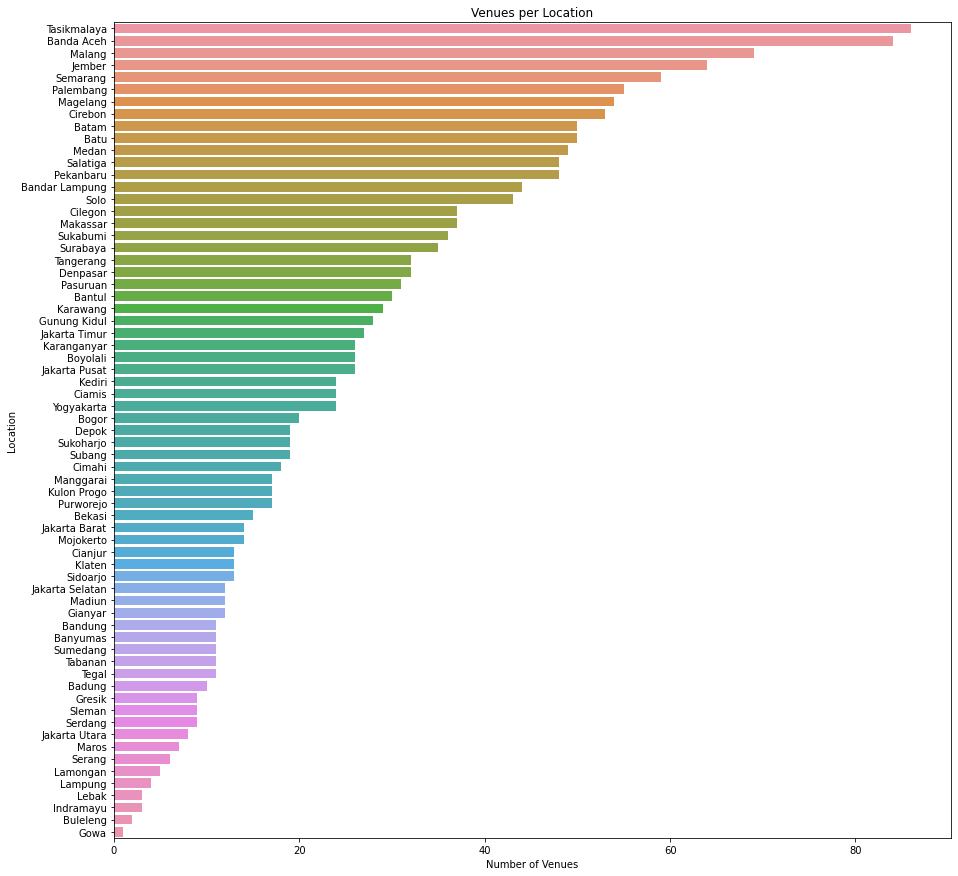 Venues per Location
Tasikmalaya
Banda Aceh
Malang
Jember
Semarang
Palembang
Magelang
Cirebon
Batam
Batu
Medan
Salatiga
Pekanbaru
Bandar Lampung
Solo
Cilegon
Makassar
Sukabumi
Surabaya
Tangerang
Denpasar
Pasuruan
Bantul
Karawang
Gunung Kidul
Jakarta Timur
Karanganyar
Boyolali
Jakarta Pusat
Kediri
Ciamis
Yogyakarta
Bogor
Depok
Sukoharjo
Subang
Cimahi
Manggarai
Kulon Progo
Purworejo
Bekasi
Jakarta Barat
Mojokerto
Cianjur
Klaten
Sidoarjo
Jakarta Selatan
Madiun
Gianyar
Bandung
Banyumas
Sumedang
Tabanan
Tegal
Badung
Gresik
Sleman
Serdang
Jakarta Utara
Maros
Serang
Lamongan
Lampung
Lebak
Indramayu
Buleleng
Gowa
Location
0 20 40 60 80
Number of Venues